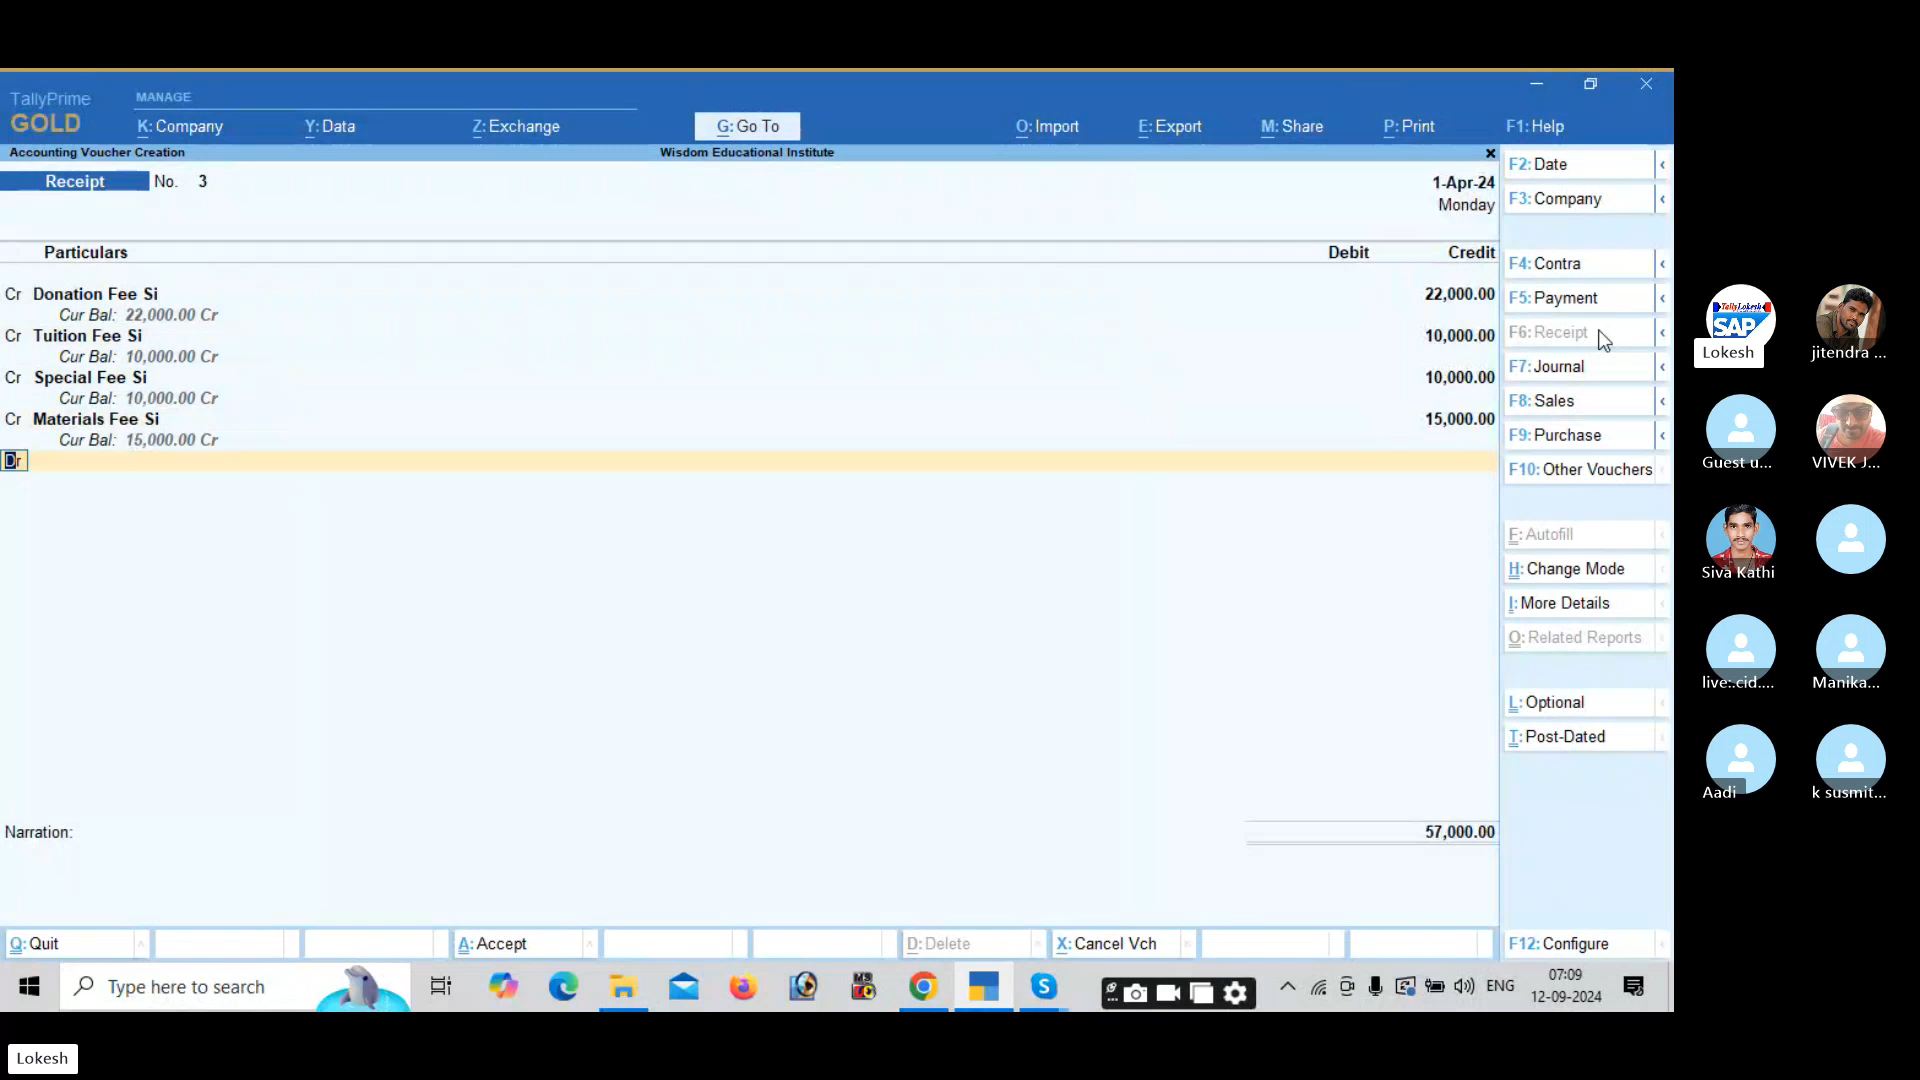 TallyPrime
GOLD
MANAGE
K: Company
Y: Data
Z: Exchange
G: Go To
O: Import
E: Export
M: Share
P: Print
F1: Help
Accounting Voucher Creation
Wisdom Educational Institute
Receipt No. 3
1-Apr-24
Monday
Particulars Debit Credit
Cr Donation Fee Si 22,000.00
Cur Bal: 22,000.00 Cr
Cr Tuition Fee Si 10,000.00
Cur Bal: 10,000.00 Cr
Cr Special Fee Si 10,000.00
Cur Bal: 10,000.00 Cr
Cr Materials Fee Si 15,000.00
Cur Bal: 15,000.00 Cr
Dr
Narration: 57,000.00
F2: Date
F3: Company
F4: Contra
F5: Payment
F6: Receipt
F7: Journal
F8: Sales
F9: Purchase
F10: Other Vouchers
F: Autofill
H: Change Mode
I: More Details
O: Related Reports
L: Optional
T: Post-Dated
F12: Configure
Q: Quit
A: Accept
D: Delete
X: Cancel Vch
Type here to search
MS
ENG
07:09
12-09-2024
TallyLokesh
SAP
Lokesh
jitendra ...
Guest u...
VIVEK J...
Siva Kathi
live:.cid....
Manika...
Aadi
k susmit...
Lokesh